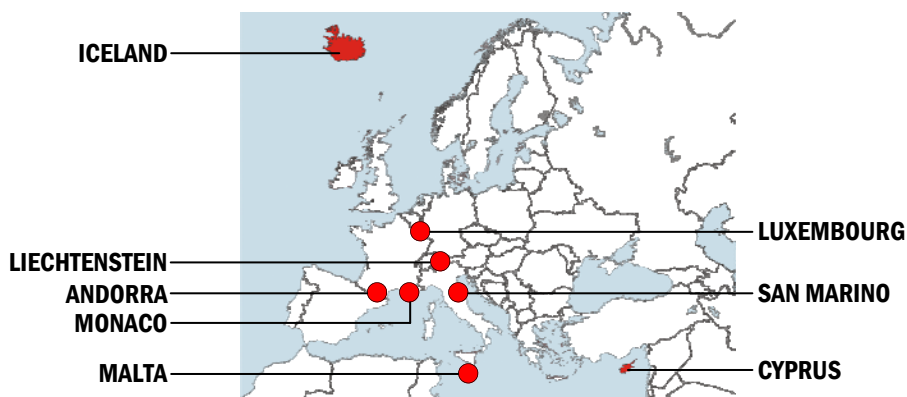 ICELAND
LUXEMBOURG
LIECHTENSTEIN
ANDORRA
SAN MARINO
MONACO
MALTA
CYPRUS